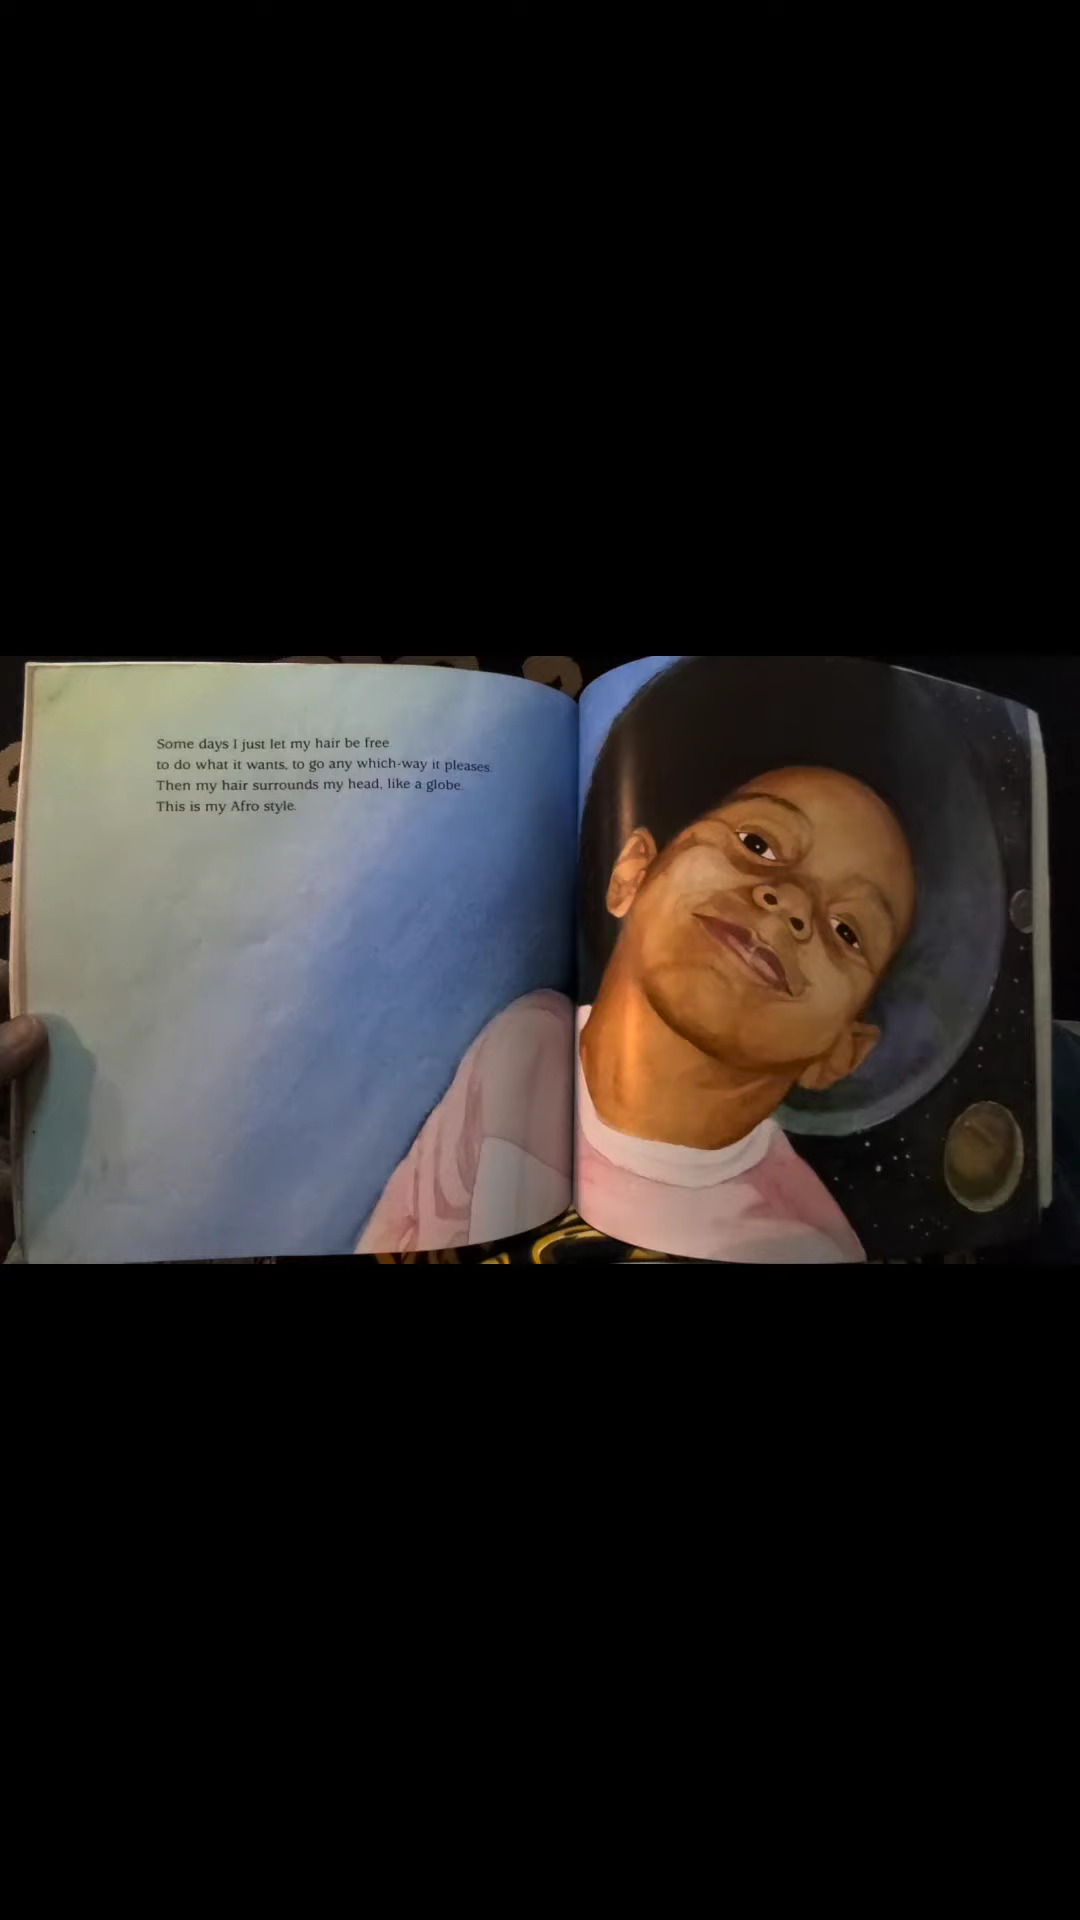 Some days I just let my hair be free
to do what it wants, to go any which-way it pleases.
Then my hair surrounds my head, like a globe.
This is my Afro style.